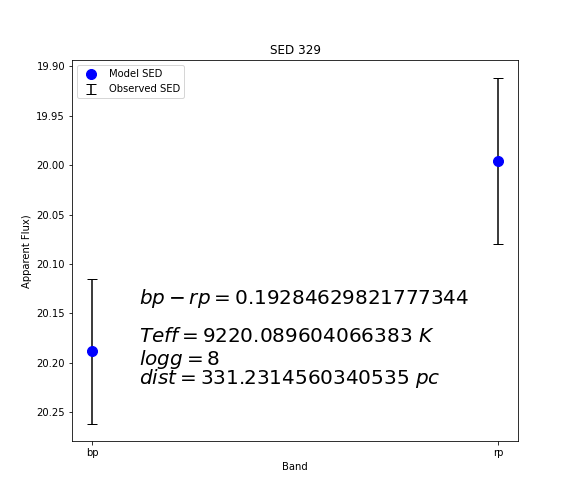 SED 329
Model SED
Observed SED
19.90
19.95
20.00
20.05
20.10
20.15
20.20
20.25
Apparent Flux)
bp − rp = 0.19284629821777344
Teff = 9220.089604066383 K
logg = 8
dist = 331.2314560340535 pc
bp
rp
Band